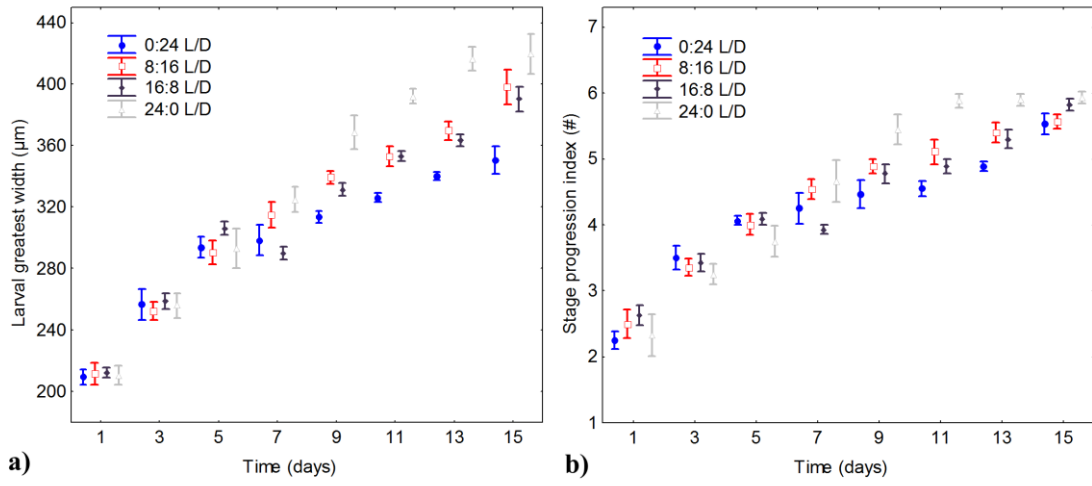 440
400
360
320
280
240
200
Larval greatest width (µm)
0:24 L/D
8:16 L/D
16:8 L/D
24:0 L/D
1 3 5 7 9 11 13 15
Time (days)
a)
7
6
5
4
3
2
1
Stage progression index (#)
0:24 L/D
8:16 L/D
16:8 L/D
24:0 L/D
1 3 5 7 9 11 13 15
Time (days)
b)